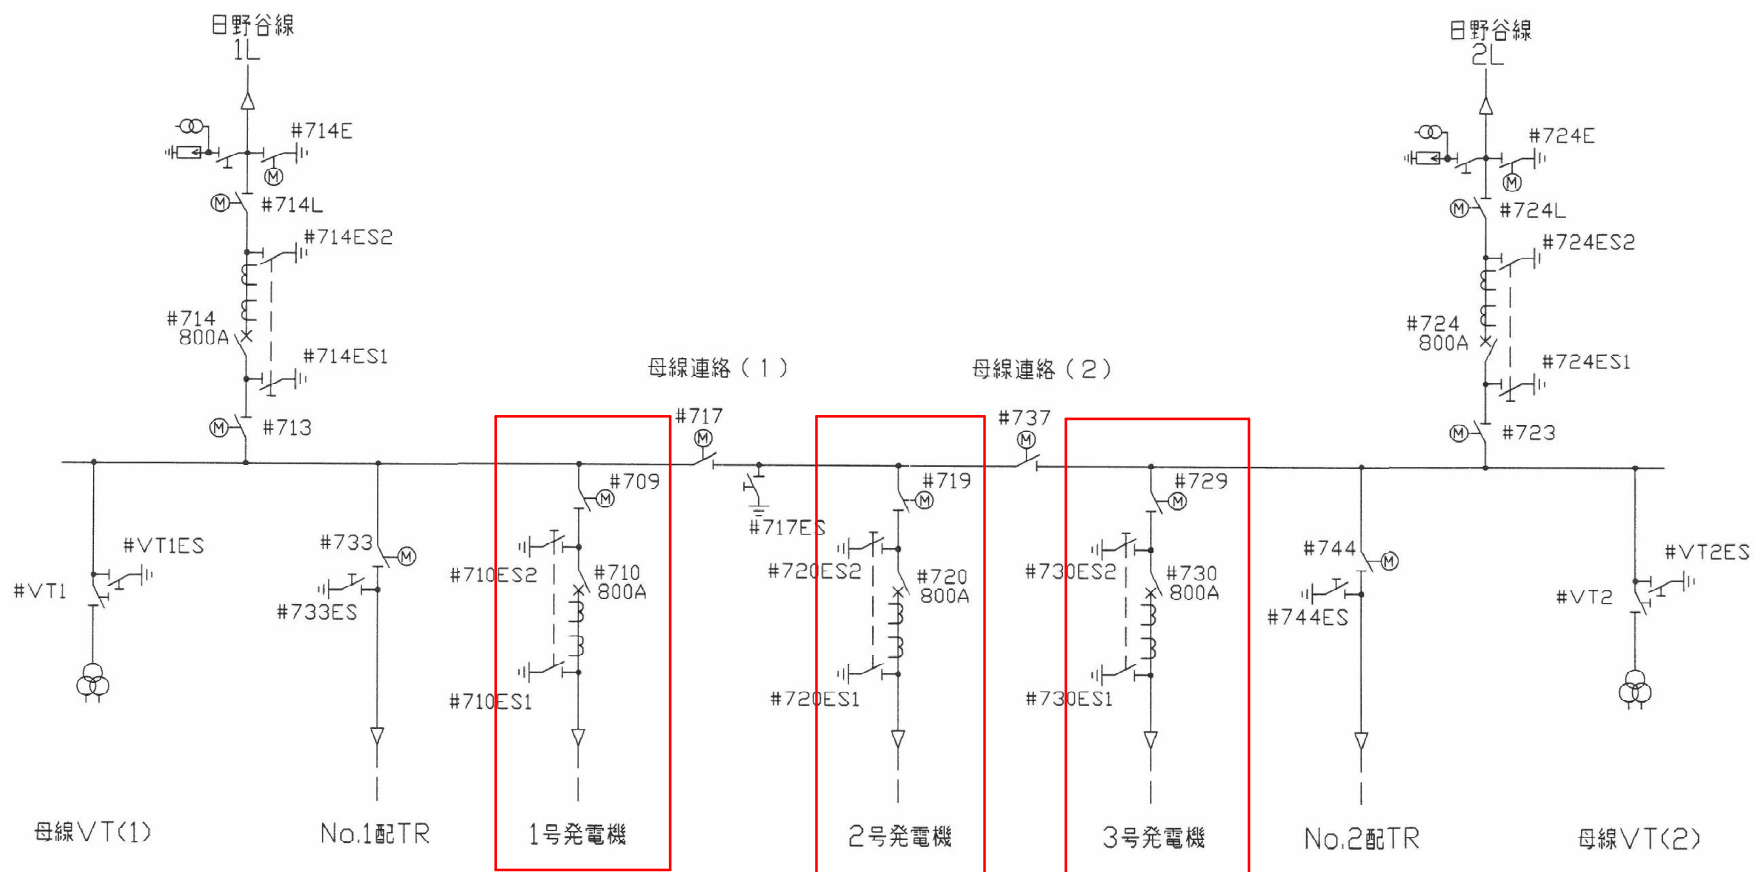 日野谷線
1L
日野谷線
2L
#714E
#724E
M
M
M
#714L
M
#724L
#714ES2
#724ES2
#714
800A
#724
800A
#714ES1
#724ES1
母線連絡(1)
母線連絡(2)
#717
#737
M
#713
M
M
M
#723
#709
M
#719
M
#729
M
#717ES
#VT1ES
#733
M
#744
M
#VT2ES
#710ES2
#710
800A
#720ES2
#720
800A
#730ES2
#730
800A
#VT1
#733ES
#744ES
#VT2
#710ES1
#720ES1
#730ES1
母線VT(1)
No.1配TR
1号発電機
2号発電機
3号発電機
No.2配TR
母線VT(2)